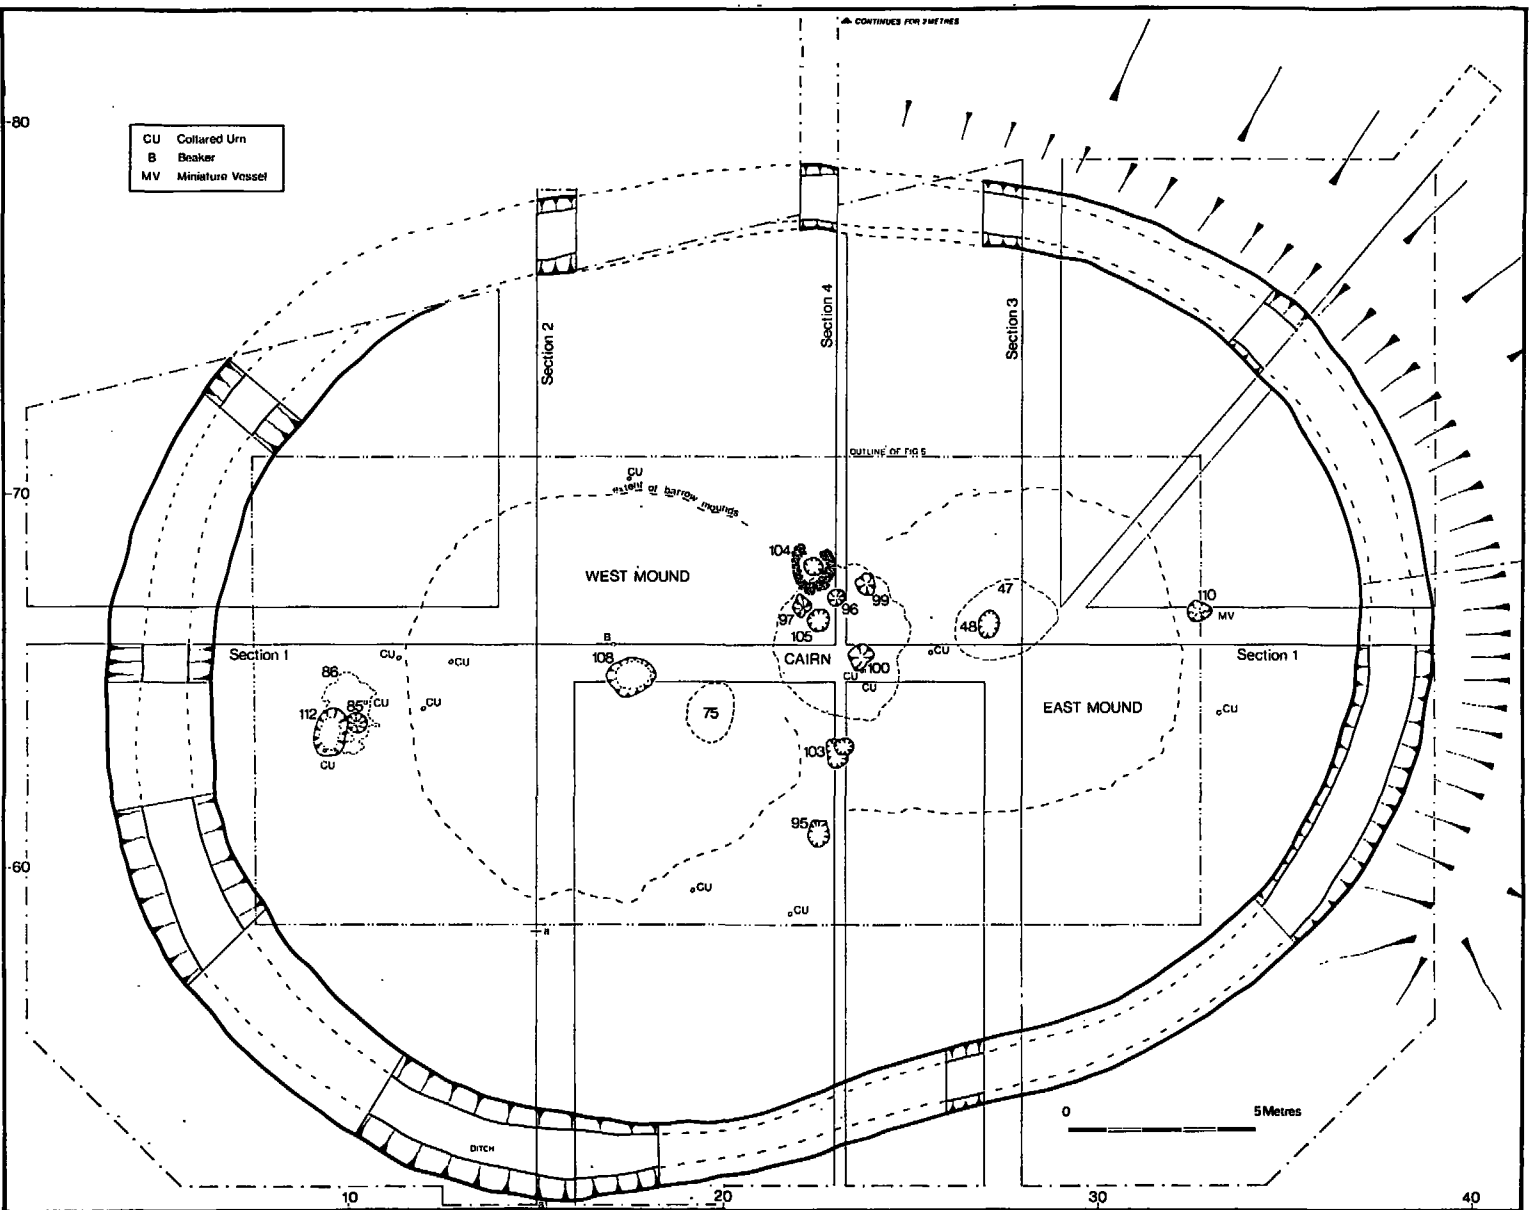 CONTINUES FOR 2 METRES
80
CU Collared Urn
B Beaker
MV Miniature Vessel
Section 4
Section 3
Section 2
OUTLINE OF FIG 5
CU
70
extent of barrow mounds
104
WEST MOUND
47
99
110
96
MV
97
48
105
B
Section 1
CU
CU
108
CAIRN
100
CU
Section 1
86
CU
CU
112
85
CU
CU
75
EAST MOUND
CU
103
CU
95
60
CU
CU
0 5 Metres
DITCH
10
20
30
40